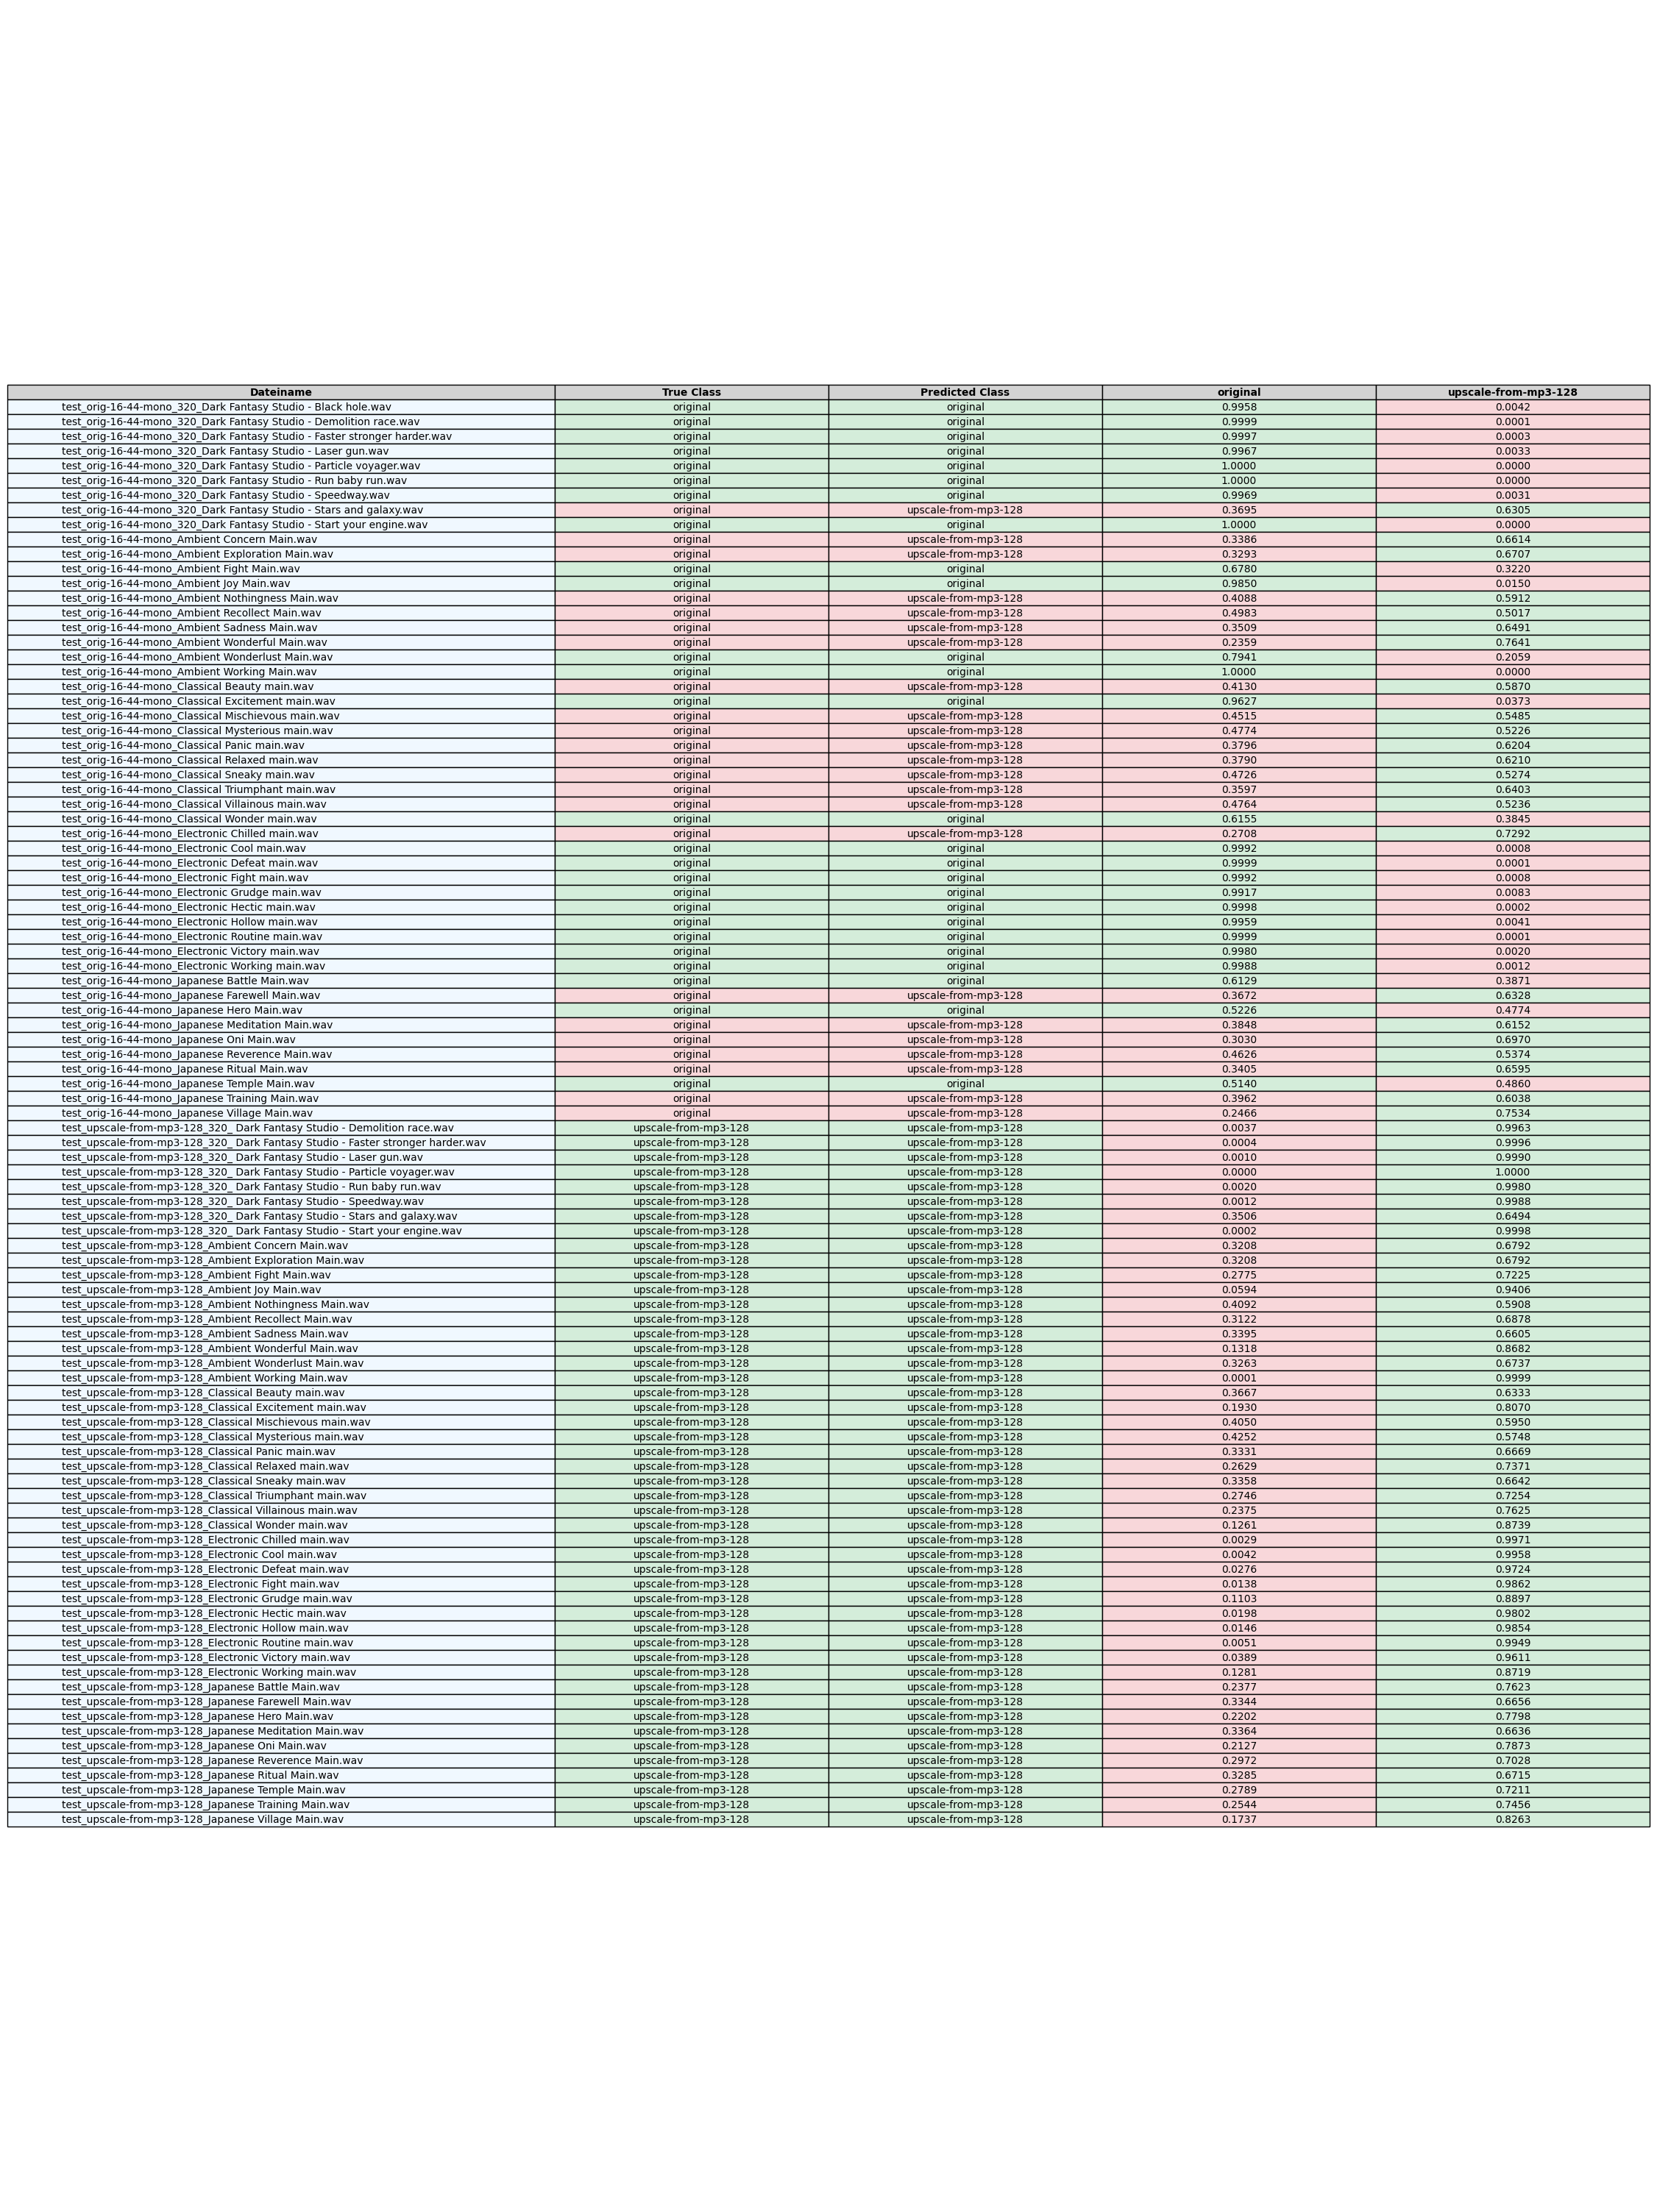 Dateiname True Class Predicted Class original upscale-from-mp3-128
test_orig-16-44-mono_320_Dark Fantasy Studio - Black hole.wav original original 0.9958 0.0042
test_orig-16-44-mono_320_Dark Fantasy Studio - Demolition race.wav original original 0.9999 0.0001
test_orig-16-44-mono_320_Dark Fantasy Studio - Faster stronger harder.wav original original 0.9997 0.0003
test_orig-16-44-mono_320_Dark Fantasy Studio - Laser gun.wav original original 0.9967 0.0033
test_orig-16-44-mono_320_Dark Fantasy Studio - Particle voyager.wav original original 1.0000 0.0000
test_orig-16-44-mono_320_Dark Fantasy Studio - Run baby run.wav original original 1.0000 0.0000
test_orig-16-44-mono_320_Dark Fantasy Studio - Speedway.wav original original 0.9969 0.0031
test_orig-16-44-mono_320_Dark Fantasy Studio - Stars and galaxy.wav original upscale-from-mp3-128 0.3695 0.6305
test_orig-16-44-mono_320_Dark Fantasy Studio - Start your engine.wav original original 1.0000 0.0000
test_orig-16-44-mono_Ambient Concern Main.wav original upscale-from-mp3-128 0.3386 0.6614
test_orig-16-44-mono_Ambient Exploration Main.wav original upscale-from-mp3-128 0.3293 0.6707
test_orig-16-44-mono_Ambient Fight Main.wav original original 0.6780 0.3220
test_orig-16-44-mono_Ambient Joy Main.wav original original 0.9850 0.0150
test_orig-16-44-mono_Ambient Nothingness Main.wav original upscale-from-mp3-128 0.4088 0.5912
test_orig-16-44-mono_Ambient Recollect Main.wav original upscale-from-mp3-128 0.4983 0.5017
test_orig-16-44-mono_Ambient Sadness Main.wav original upscale-from-mp3-128 0.3509 0.6491
test_orig-16-44-mono_Ambient Wonderful Main.wav original upscale-from-mp3-128 0.2359 0.7641
test_orig-16-44-mono_Ambient Wonderlust Main.wav original original 0.7941 0.2059
test_orig-16-44-mono_Ambient Working Main.wav original original 1.0000 0.0000
test_orig-16-44-mono_Classical Beauty main.wav original upscale-from-mp3-128 0.4130 0.5870
test_orig-16-44-mono_Classical Excitement main.wav original original 0.9627 0.0373
test_orig-16-44-mono_Classical Mischievous main.wav original upscale-from-mp3-128 0.4515 0.5485
test_orig-16-44-mono_Classical Mysterious main.wav original upscale-from-mp3-128 0.4774 0.5226
test_orig-16-44-mono_Classical Panic main.wav original upscale-from-mp3-128 0.3796 0.6204
test_orig-16-44-mono_Classical Relaxed main.wav original upscale-from-mp3-128 0.3790 0.6210
test_orig-16-44-mono_Classical Sneaky main.wav original upscale-from-mp3-128 0.4726 0.5274
test_orig-16-44-mono_Classical Triumphant main.wav original upscale-from-mp3-128 0.3597 0.6403
test_orig-16-44-mono_Classical Villainous main.wav original upscale-from-mp3-128 0.4764 0.5236
test_orig-16-44-mono_Classical Wonder main.wav original original 0.6155 0.3845
test_orig-16-44-mono_Electronic Chilled main.wav original upscale-from-mp3-128 0.2708 0.7292
test_orig-16-44-mono_Electronic Cool main.wav original original 0.9992 0.0008
test_orig-16-44-mono_Electronic Defeat main.wav original original 0.9999 0.0001
test_orig-16-44-mono_Electronic Fight main.wav original original 0.9992 0.0008
test_orig-16-44-mono_Electronic Grudge main.wav original original 0.9917 0.0083
test_orig-16-44-mono_Electronic Hectic main.wav original original 0.9998 0.0002
test_orig-16-44-mono_Electronic Hollow main.wav original original 0.9959 0.0041
test_orig-16-44-mono_Electronic Routine main.wav original original 0.9999 0.0001
test_orig-16-44-mono_Electronic Victory main.wav original original 0.9980 0.0020
test_orig-16-44-mono_Electronic Working main.wav original original 0.9988 0.0012
test_orig-16-44-mono_Japanese Battle Main.wav original original 0.6129 0.3871
test_orig-16-44-mono_Japanese Farewell Main.wav original upscale-from-mp3-128 0.3672 0.6328
test_orig-16-44-mono_Japanese Hero Main.wav original original 0.5226 0.4774
test_orig-16-44-mono_Japanese Meditation Main.wav original upscale-from-mp3-128 0.3848 0.6152
test_orig-16-44-mono_Japanese Oni Main.wav original upscale-from-mp3-128 0.3030 0.6970
test_orig-16-44-mono_Japanese Reverence Main.wav original upscale-from-mp3-128 0.4626 0.5374
test_orig-16-44-mono_Japanese Ritual Main.wav original upscale-from-mp3-128 0.3405 0.6595
test_orig-16-44-mono_Japanese Temple Main.wav original original 0.5140 0.4860
test_orig-16-44-mono_Japanese Training Main.wav original upscale-from-mp3-128 0.3962 0.6038
test_orig-16-44-mono_Japanese Village Main.wav original upscale-from-mp3-128 0.2466 0.7534
test_upscale-from-mp3-128_320_ Dark Fantasy Studio - Demolition race.wav upscale-from-mp3-128 upscale-from-mp3-128 0.0037 0.9963
test_upscale-from-mp3-128_320_ Dark Fantasy Studio - Faster stronger harder.wav upscale-from-mp3-128 upscale-from-mp3-128 0.0004 0.9996
test_upscale-from-mp3-128_320_ Dark Fantasy Studio - Laser gun.wav upscale-from-mp3-128 upscale-from-mp3-128 0.0010 0.9990
test_upscale-from-mp3-128_320_ Dark Fantasy Studio - Particle voyager.wav upscale-from-mp3-128 upscale-from-mp3-128 0.0000 1.0000
test_upscale-from-mp3-128_320_ Dark Fantasy Studio - Run baby run.wav upscale-from-mp3-128 upscale-from-mp3-128 0.0020 0.9980
test_upscale-from-mp3-128_320_ Dark Fantasy Studio - Speedway.wav upscale-from-mp3-128 upscale-from-mp3-128 0.0012 0.9988
test_upscale-from-mp3-128_320_ Dark Fantasy Studio - Stars and galaxy.wav upscale-from-mp3-128 upscale-from-mp3-128 0.3506 0.6494
test_upscale-from-mp3-128_320_ Dark Fantasy Studio - Start your engine.wav upscale-from-mp3-128 upscale-from-mp3-128 0.0002 0.9998
test_upscale-from-mp3-128_Ambient Concern Main.wav upscale-from-mp3-128 upscale-from-mp3-128 0.3208 0.6792
test_upscale-from-mp3-128_Ambient Exploration Main.wav upscale-from-mp3-128 upscale-from-mp3-128 0.3208 0.6792
test_upscale-from-mp3-128_Ambient Fight Main.wav upscale-from-mp3-128 upscale-from-mp3-128 0.2775 0.7225
test_upscale-from-mp3-128_Ambient Joy Main.wav upscale-from-mp3-128 upscale-from-mp3-128 0.0594 0.9406
test_upscale-from-mp3-128_Ambient Nothingness Main.wav upscale-from-mp3-128 upscale-from-mp3-128 0.4092 0.5908
test_upscale-from-mp3-128_Ambient Recollect Main.wav upscale-from-mp3-128 upscale-from-mp3-128 0.3122 0.6878
test_upscale-from-mp3-128_Ambient Sadness Main.wav upscale-from-mp3-128 upscale-from-mp3-128 0.3395 0.6605
test_upscale-from-mp3-128_Ambient Wonderful Main.wav upscale-from-mp3-128 upscale-from-mp3-128 0.1318 0.8682
test_upscale-from-mp3-128_Ambient Wonderlust Main.wav upscale-from-mp3-128 upscale-from-mp3-128 0.3263 0.6737
test_upscale-from-mp3-128_Ambient Working Main.wav upscale-from-mp3-128 upscale-from-mp3-128 0.0001 0.9999
test_upscale-from-mp3-128_Classical Beauty main.wav upscale-from-mp3-128 upscale-from-mp3-128 0.3667 0.6333
test_upscale-from-mp3-128_Classical Excitement main.wav upscale-from-mp3-128 upscale-from-mp3-128 0.1930 0.8070
test_upscale-from-mp3-128_Classical Mischievous main.wav upscale-from-mp3-128 upscale-from-mp3-128 0.4050 0.5950
test_upscale-from-mp3-128_Classical Mysterious main.wav upscale-from-mp3-128 upscale-from-mp3-128 0.4252 0.5748
test_upscale-from-mp3-128_Classical Panic main.wav upscale-from-mp3-128 upscale-from-mp3-128 0.3331 0.6669
test_upscale-from-mp3-128_Classical Relaxed main.wav upscale-from-mp3-128 upscale-from-mp3-128 0.2629 0.7371
test_upscale-from-mp3-128_Classical Sneaky main.wav upscale-from-mp3-128 upscale-from-mp3-128 0.3358 0.6642
test_upscale-from-mp3-128_Classical Triumphant main.wav upscale-from-mp3-128 upscale-from-mp3-128 0.2746 0.7254
test_upscale-from-mp3-128_Classical Villainous main.wav upscale-from-mp3-128 upscale-from-mp3-128 0.2375 0.7625
test_upscale-from-mp3-128_Classical Wonder main.wav upscale-from-mp3-128 upscale-from-mp3-128 0.1261 0.8739
test_upscale-from-mp3-128_Electronic Chilled main.wav upscale-from-mp3-128 upscale-from-mp3-128 0.0029 0.9971
test_upscale-from-mp3-128_Electronic Cool main.wav upscale-from-mp3-128 upscale-from-mp3-128 0.0042 0.9958
test_upscale-from-mp3-128_Electronic Defeat main.wav upscale-from-mp3-128 upscale-from-mp3-128 0.0276 0.9724
test_upscale-from-mp3-128_Electronic Fight main.wav upscale-from-mp3-128 upscale-from-mp3-128 0.0138 0.9862
test_upscale-from-mp3-128_Electronic Grudge main.wav upscale-from-mp3-128 upscale-from-mp3-128 0.1103 0.8897
test_upscale-from-mp3-128_Electronic Hectic main.wav upscale-from-mp3-128 upscale-from-mp3-128 0.0198 0.9802
test_upscale-from-mp3-128_Electronic Hollow main.wav upscale-from-mp3-128 upscale-from-mp3-128 0.0146 0.9854
test_upscale-from-mp3-128_Electronic Routine main.wav upscale-from-mp3-128 upscale-from-mp3-128 0.0051 0.9949
test_upscale-from-mp3-128_Electronic Victory main.wav upscale-from-mp3-128 upscale-from-mp3-128 0.0389 0.9611
test_upscale-from-mp3-128_Electronic Working main.wav upscale-from-mp3-128 upscale-from-mp3-128 0.1281 0.8719
test_upscale-from-mp3-128_Japanese Battle Main.wav upscale-from-mp3-128 upscale-from-mp3-128 0.2377 0.7623
test_upscale-from-mp3-128_Japanese Farewell Main.wav upscale-from-mp3-128 upscale-from-mp3-128 0.3344 0.6656
test_upscale-from-mp3-128_Japanese Hero Main.wav upscale-from-mp3-128 upscale-from-mp3-128 0.2202 0.7798
test_upscale-from-mp3-128_Japanese Meditation Main.wav upscale-from-mp3-128 upscale-from-mp3-128 0.3364 0.6636
test_upscale-from-mp3-128_Japanese Oni Main.wav upscale-from-mp3-128 upscale-from-mp3-128 0.2127 0.7873
test_upscale-from-mp3-128_Japanese Reverence Main.wav upscale-from-mp3-128 upscale-from-mp3-128 0.2972 0.7028
test_upscale-from-mp3-128_Japanese Ritual Main.wav upscale-from-mp3-128 upscale-from-mp3-128 0.3285 0.6715
test_upscale-from-mp3-128_Japanese Temple Main.wav upscale-from-mp3-128 upscale-from-mp3-128 0.2789 0.7211
test_upscale-from-mp3-128_Japanese Training Main.wav upscale-from-mp3-128 upscale-from-mp3-128 0.2544 0.7456
test_upscale-from-mp3-128_Japanese Village Main.wav upscale-from-mp3-128 upscale-from-mp3-128 0.1737 0.8263